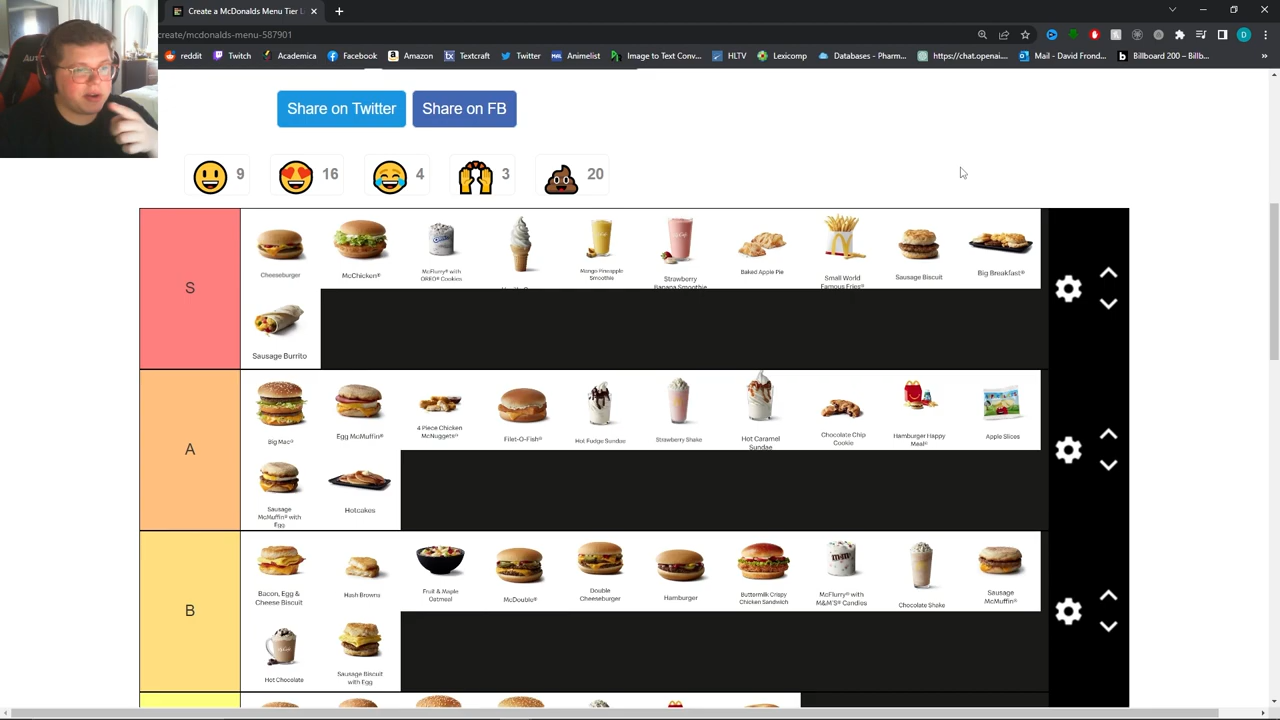 Create a McDonalds Menu Tier L
create/mcdonalds-menu-587901
reddit Twitch Academica Facebook Amazon Textcraft Twitter Animeliss Image to Text Conv... HLTV Lexicomp Databases - Pharm... https://chat.openai.... Mail - David Frond... Billboard 200 – Billb...
Share on Twitter Share on FB
9 16 4 3 20
S
Cheeseburger
McChicken®
McFlurry® with
OREO® Cookies
Mango Pineapple
Smoothie
Strawberry
Banana Smoothie
Baked Apple Pie
Small World
Famous Fries®
Sausage Biscuit
Big Breakfast®
Sausage Burrito
A
Big Mac®
Egg McMuffin®
4 Piece Chicken
McNuggets®
Filet-O-Fish®
Hot Fudge Sundae
Strawberry Shake
Hot Caramel
Sundae
Chocolate Chip
Cookie
Hamburger Happy
Meal®
Apple Slices
Sausage
McMuffin® with
Egg
Hotcakes
B
Bacon, Egg &
Cheese Biscuit
Hash Browns
Fruit & Maple
Oatmeal
McDouble®
Double
Cheeseburger
Hamburger
Buttermilk Crispy
Chicken Sandwich
McFlurry® with
M&M'S® Candies
Chocolate Shake
Sausage
McMuffin®
Hot Chocolate
Sausage Biscuit
with Egg